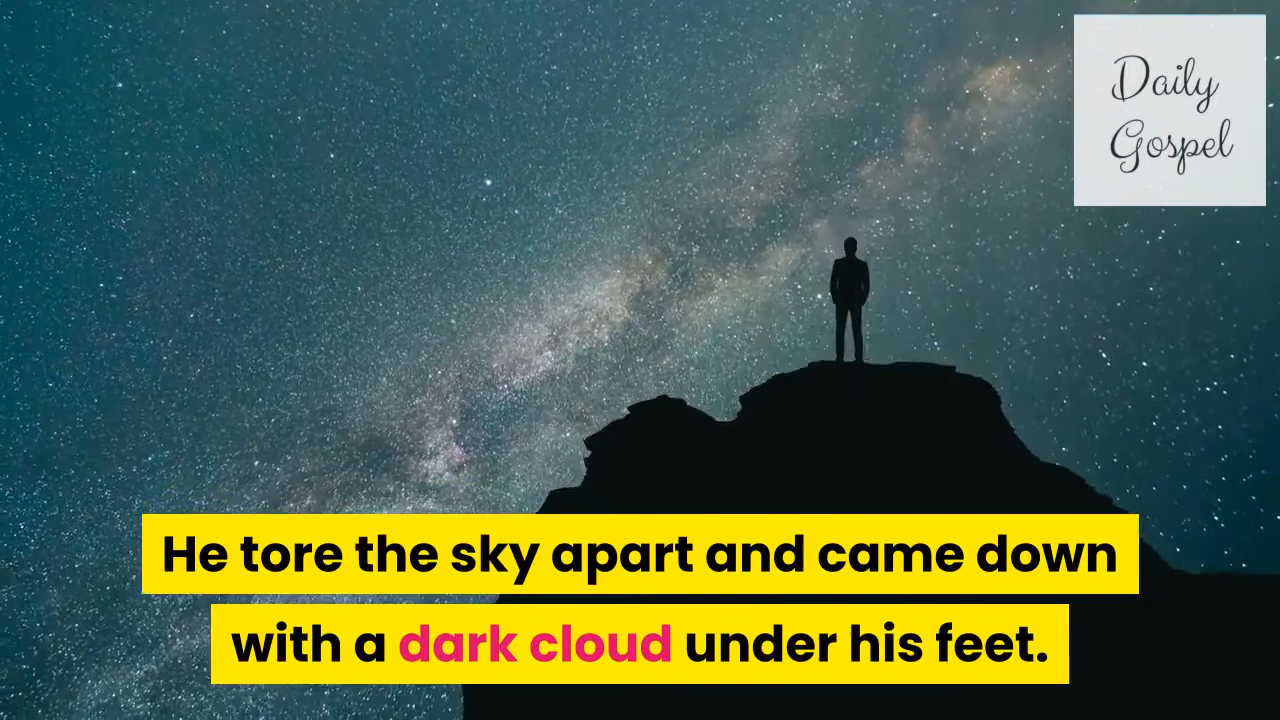 Daily
Gospel
He tore the sky apart and came down
with a dark cloud under his feet.